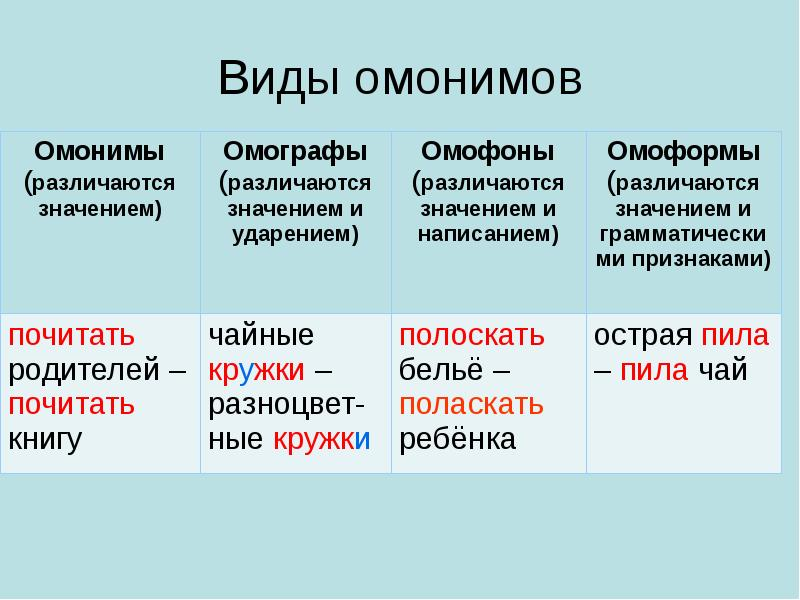 Виды омонимов
Омонимы
(различаются
значением)
Омографы
(различаются
значением и
ударением)
Омофоны
(различаются
значением и
написанием)
Омоформы
(различаются
значением и
грамматически
ми признаками)
почитать
родителей –
почитать
книгу
чайные
кружки –
разноцвет-
ные кружки
полоскать
бельё –
поласкать
ребёнка
острая пила
– пила чай